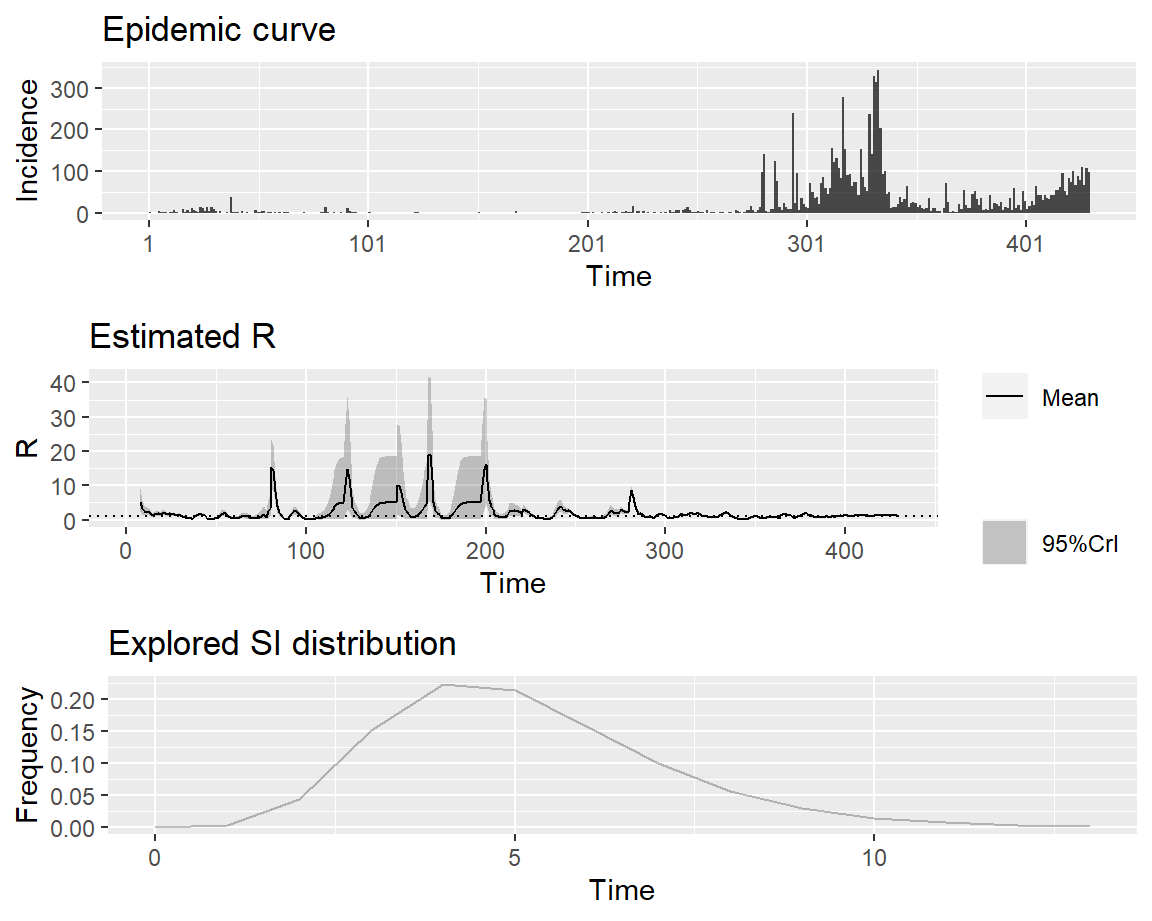 Epidemic curve
Incidence
300
200
100
0
1 101 201 301 401
Time
Estimated R
R
40
30
20
10
0
0 100 200 300 400
Time
Mean
95%CrI
Explored SI distribution
Frequency
0.20
0.15
0.10
0.05
0.00
0 5 10
Time